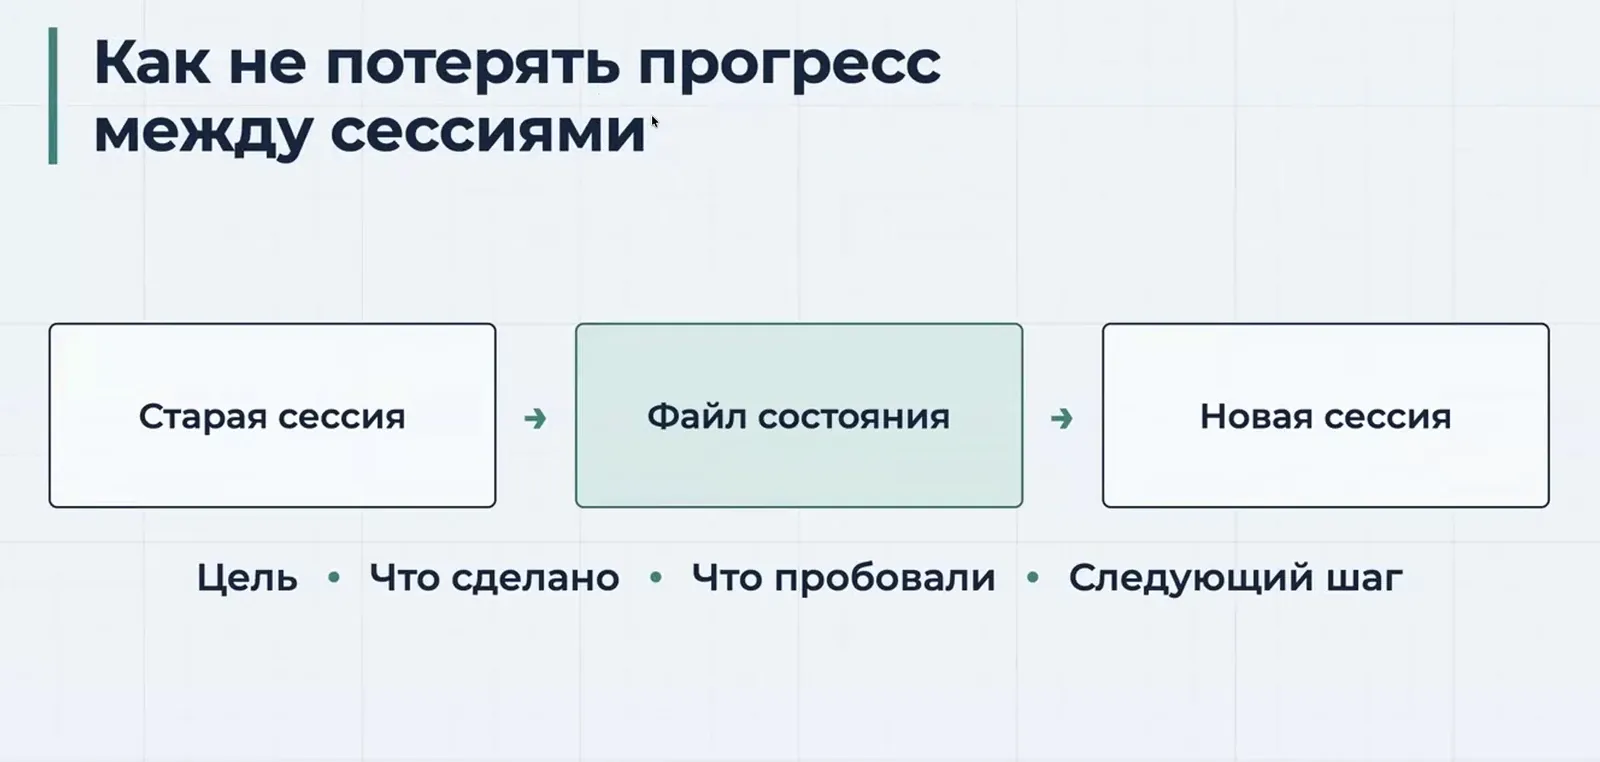 Как не потерять прогресс
между сессиями
Старая сессия → Файл состояния → Новая сессия
Цель • Что сделано • Что пробовали • Следующий шаг